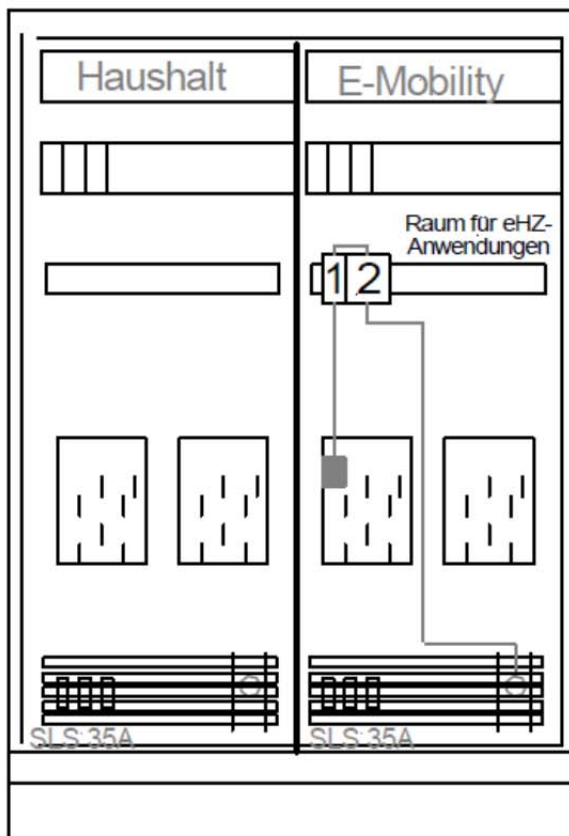 Haushalt
E-Mobility
Raum für eHZ-
Anwendungen
1 2
SLS 35A
SLS 35A